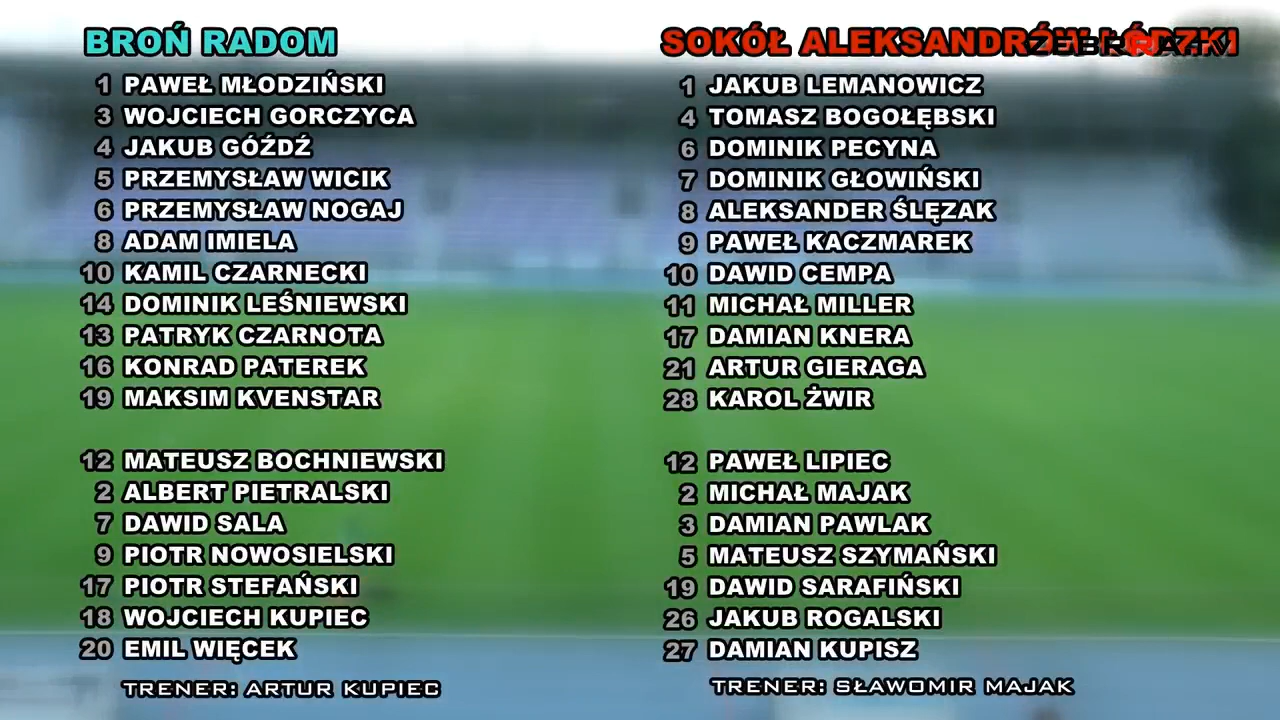 BROŃ RADOM
1 PAWEŁ MŁODZIŃSKI
3 WOJCIECH GORCZYCA
4 JAKUB GÓŹDŹ
5 PRZEMYSŁAW WICIK
6 PRZEMYSŁAW NOGAJ
8 ADAM IMIELA
10 KAMIL CZARNECKI
14 DOMINIK LEŚNIEWSKI
13 PATRYK CZARNOTA
16 KONRAD PATEREK
19 MAKSIM KVENSTAR
12 MATEUSZ BOCHNIEWSKI
2 ALBERT PIETRALSKI
7 DAWID SALA
9 PIOTR NOWOSIELSKI
17 PIOTR STEFAŃSKI
18 WOJCIECH KUPIEC
20 EMIL WIĘCEK
TRENER: ARTUR KUPIEC
SOKÓŁ ALEKSANDRÓW ŁÓDZKI
1 JAKUB LEMANOWICZ
4 TOMASZ BOGOŁĘBSKI
6 DOMINIK PECYNA
7 DOMINIK GŁOWIŃSKI
8 ALEKSANDER ŚLĘZAK
9 PAWEŁ KACZMAREK
10 DAWID CEMPA
11 MICHAŁ MILLER
17 DAMIAN KNERA
21 ARTUR GIERAGA
28 KAROL ŻWIR
12 PAWEŁ LIPIEC
2 MICHAŁ MAJAK
3 DAMIAN PAWLAK
5 MATEUSZ SZYMAŃSKI
19 DAWID SARAFIŃSKI
26 JAKUB ROGALSKI
27 DAMIAN KUPISZ
TRENER: SŁAWOMIR MAJAK